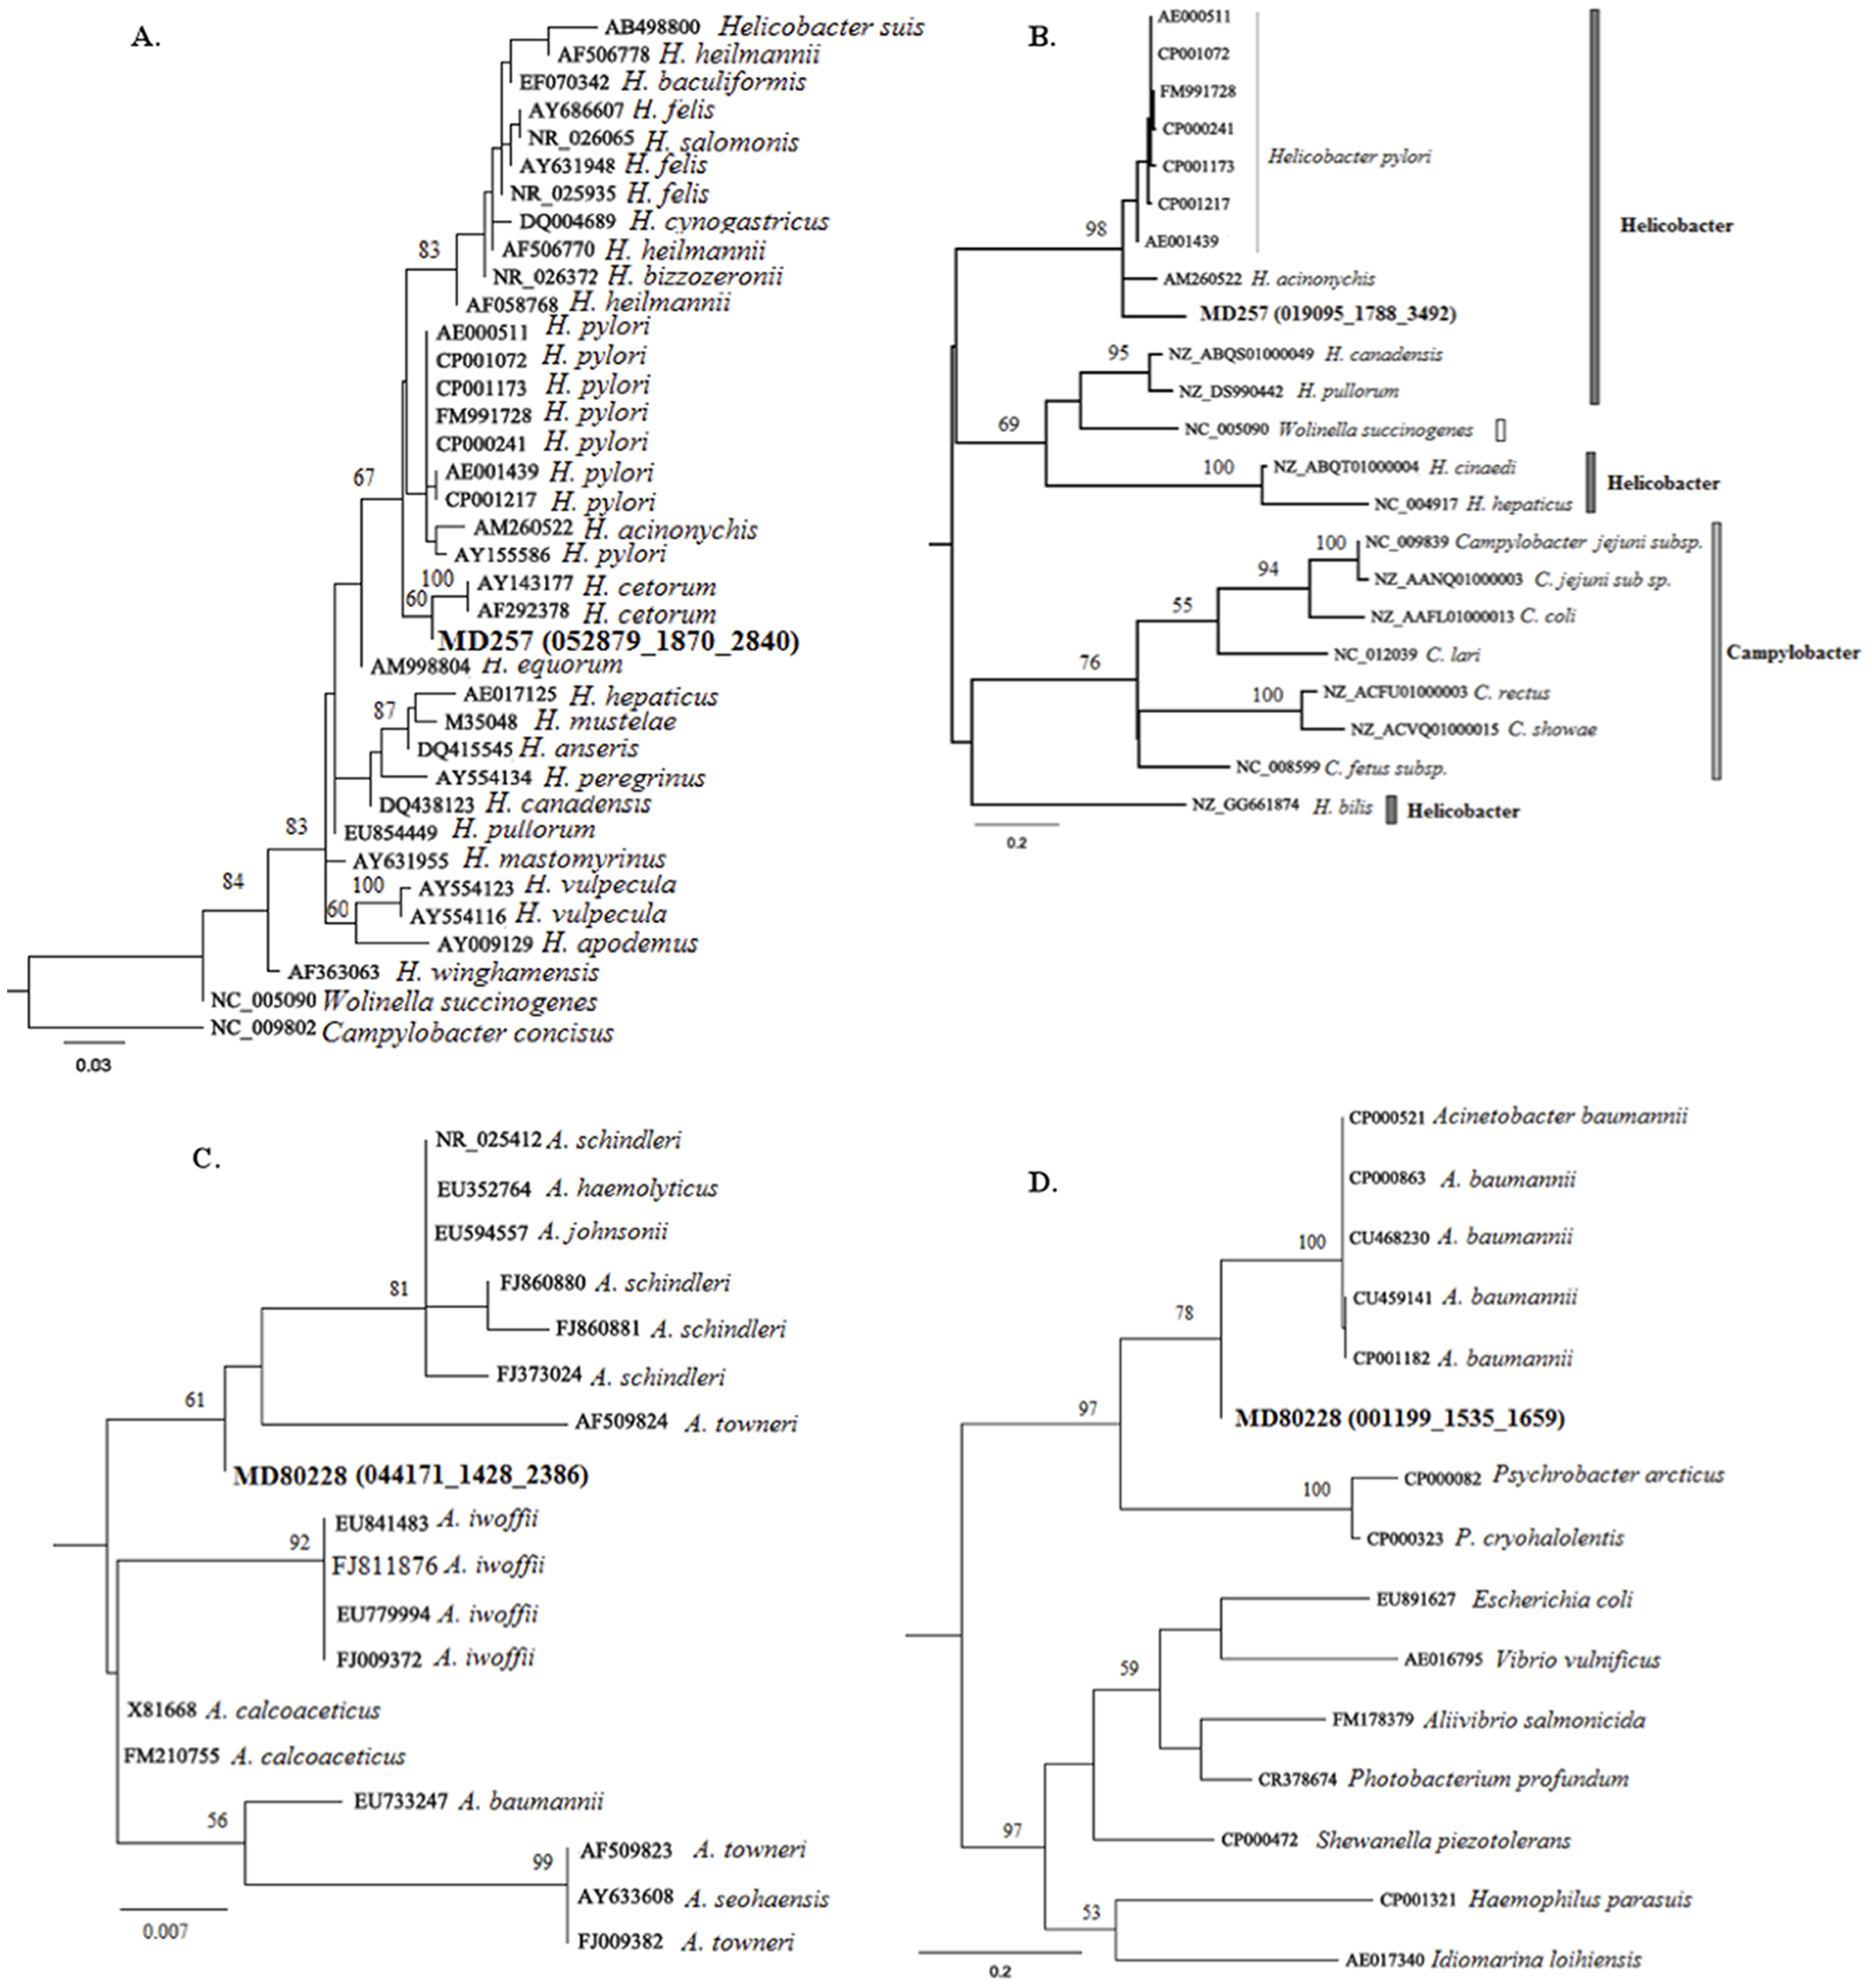 A.
AB498800 Helicobacter suis
AF506778 H. heilmannii
EF070342 H. baculiformis
AY686607 H. felis
NR_026065 H. salomonis
AY631948 H. felis
NR_025935 H. felis
DQ004689 H. cynogastricus
83
AF506770 H. heilmannii
NR_026372 H. bizzozeronii
AF058768 H. heilmannii
AE000511 H. pylori
CP001072 H. pylori
CP001173 H. pylori
FM991728 H. pylori
CP000241 H. pylori
67
AE001439 H. pylori
CP001217 H. pylori
AM260522 H. acinonychis
AY155586 H. pylori
100
AY143177 H. cetorum
60
AF292378 H. cetorum
MD257 (052879_1870_2840)
AM998804 H. equorum
AE017125 H. hepaticus
87
M35048 H. mustelae
DQ415545 H. anseris
AY554134 H. peregrinus
DQ438123 H. canadensis
83
EU854449 H. pullorum
AY631955 H. mastomyrinus
84
100
AY554123 H. vulpecula
60
AY554116 H. vulpecula
AY009129 H. apodemus
AF363063 H. winghamensis
NC_005090 Wolinella succinogenes
NC_009802 Campylobacter concisus
0.03
B.
AE000511
CP001072
FM991728
CP000241
Helicobacter pylori
CP001173
CP001217
98
AE001439
Helicobacter
AM260522 H. acinonychis
MD257 (019095_1788_3492)
95
NZ_ABQS01000049 H. canadensis
NZ_DS990442 H. pullorum
69
NC_005090 Wolinella succinogenes
100
NZ_ABQT01000004 H. cinaedi
Helicobacter
NC_004917 H. hepaticus
100
NC_009839 Campylobacter jejuni subsp.
94
NZ_AANQ01000003 C. jejuni sub sp.
55
NZ_AAFL01000013 C. coli
NC_012039 C. lari
Campylobacter
76
100
NZ_ACFU01000003 C. rectus
NZ_ACVQ01000015 C. showae
NC_008599 C. fetus subsp.
NZ_GG661874 H. bilis
Helicobacter
0.2
C.
NR_025412 A. schindleri
EU352764 A. haemolyticus
EU594557 A. johnsonii
81
FJ860880 A. schindleri
FJ860881 A. schindleri
FJ373024 A. schindleri
61
AF509824 A. towneri
MD80228 (044171_1428_2386)
EU841483 A. iwoffii
92
FJ811876 A. iwoffii
EU779994 A. iwoffii
FJ009372 A. iwoffii
X81668 A. calcoaceticus
FM210755 A. calcoaceticus
EU733247 A. baumannii
56
AF509823 A. towneri
99
AY633608 A. seohaensis
FJ009382 A. towneri
0.007
D.
CP000521 Acinetobacter baumannii
CP000863 A. baumannii
100
CU468230 A. baumannii
78
CU459141 A. baumannii
CP001182 A. baumannii
97
MD80228 (001199_1535_1659)
100
CP000082 Psychrobacter arcticus
CP000323 P. cryohalolentis
EU891627 Escherichia coli
59
AE016795 Vibrio vulnificus
FM178379 Aliivibrio salmonicida
CR378674 Photobacterium profundum
97
CP000472 Shewanella piezotolerans
53
CP001321 Haemophilus parasuis
AE017340 Idiomarina loihiensis
0.2